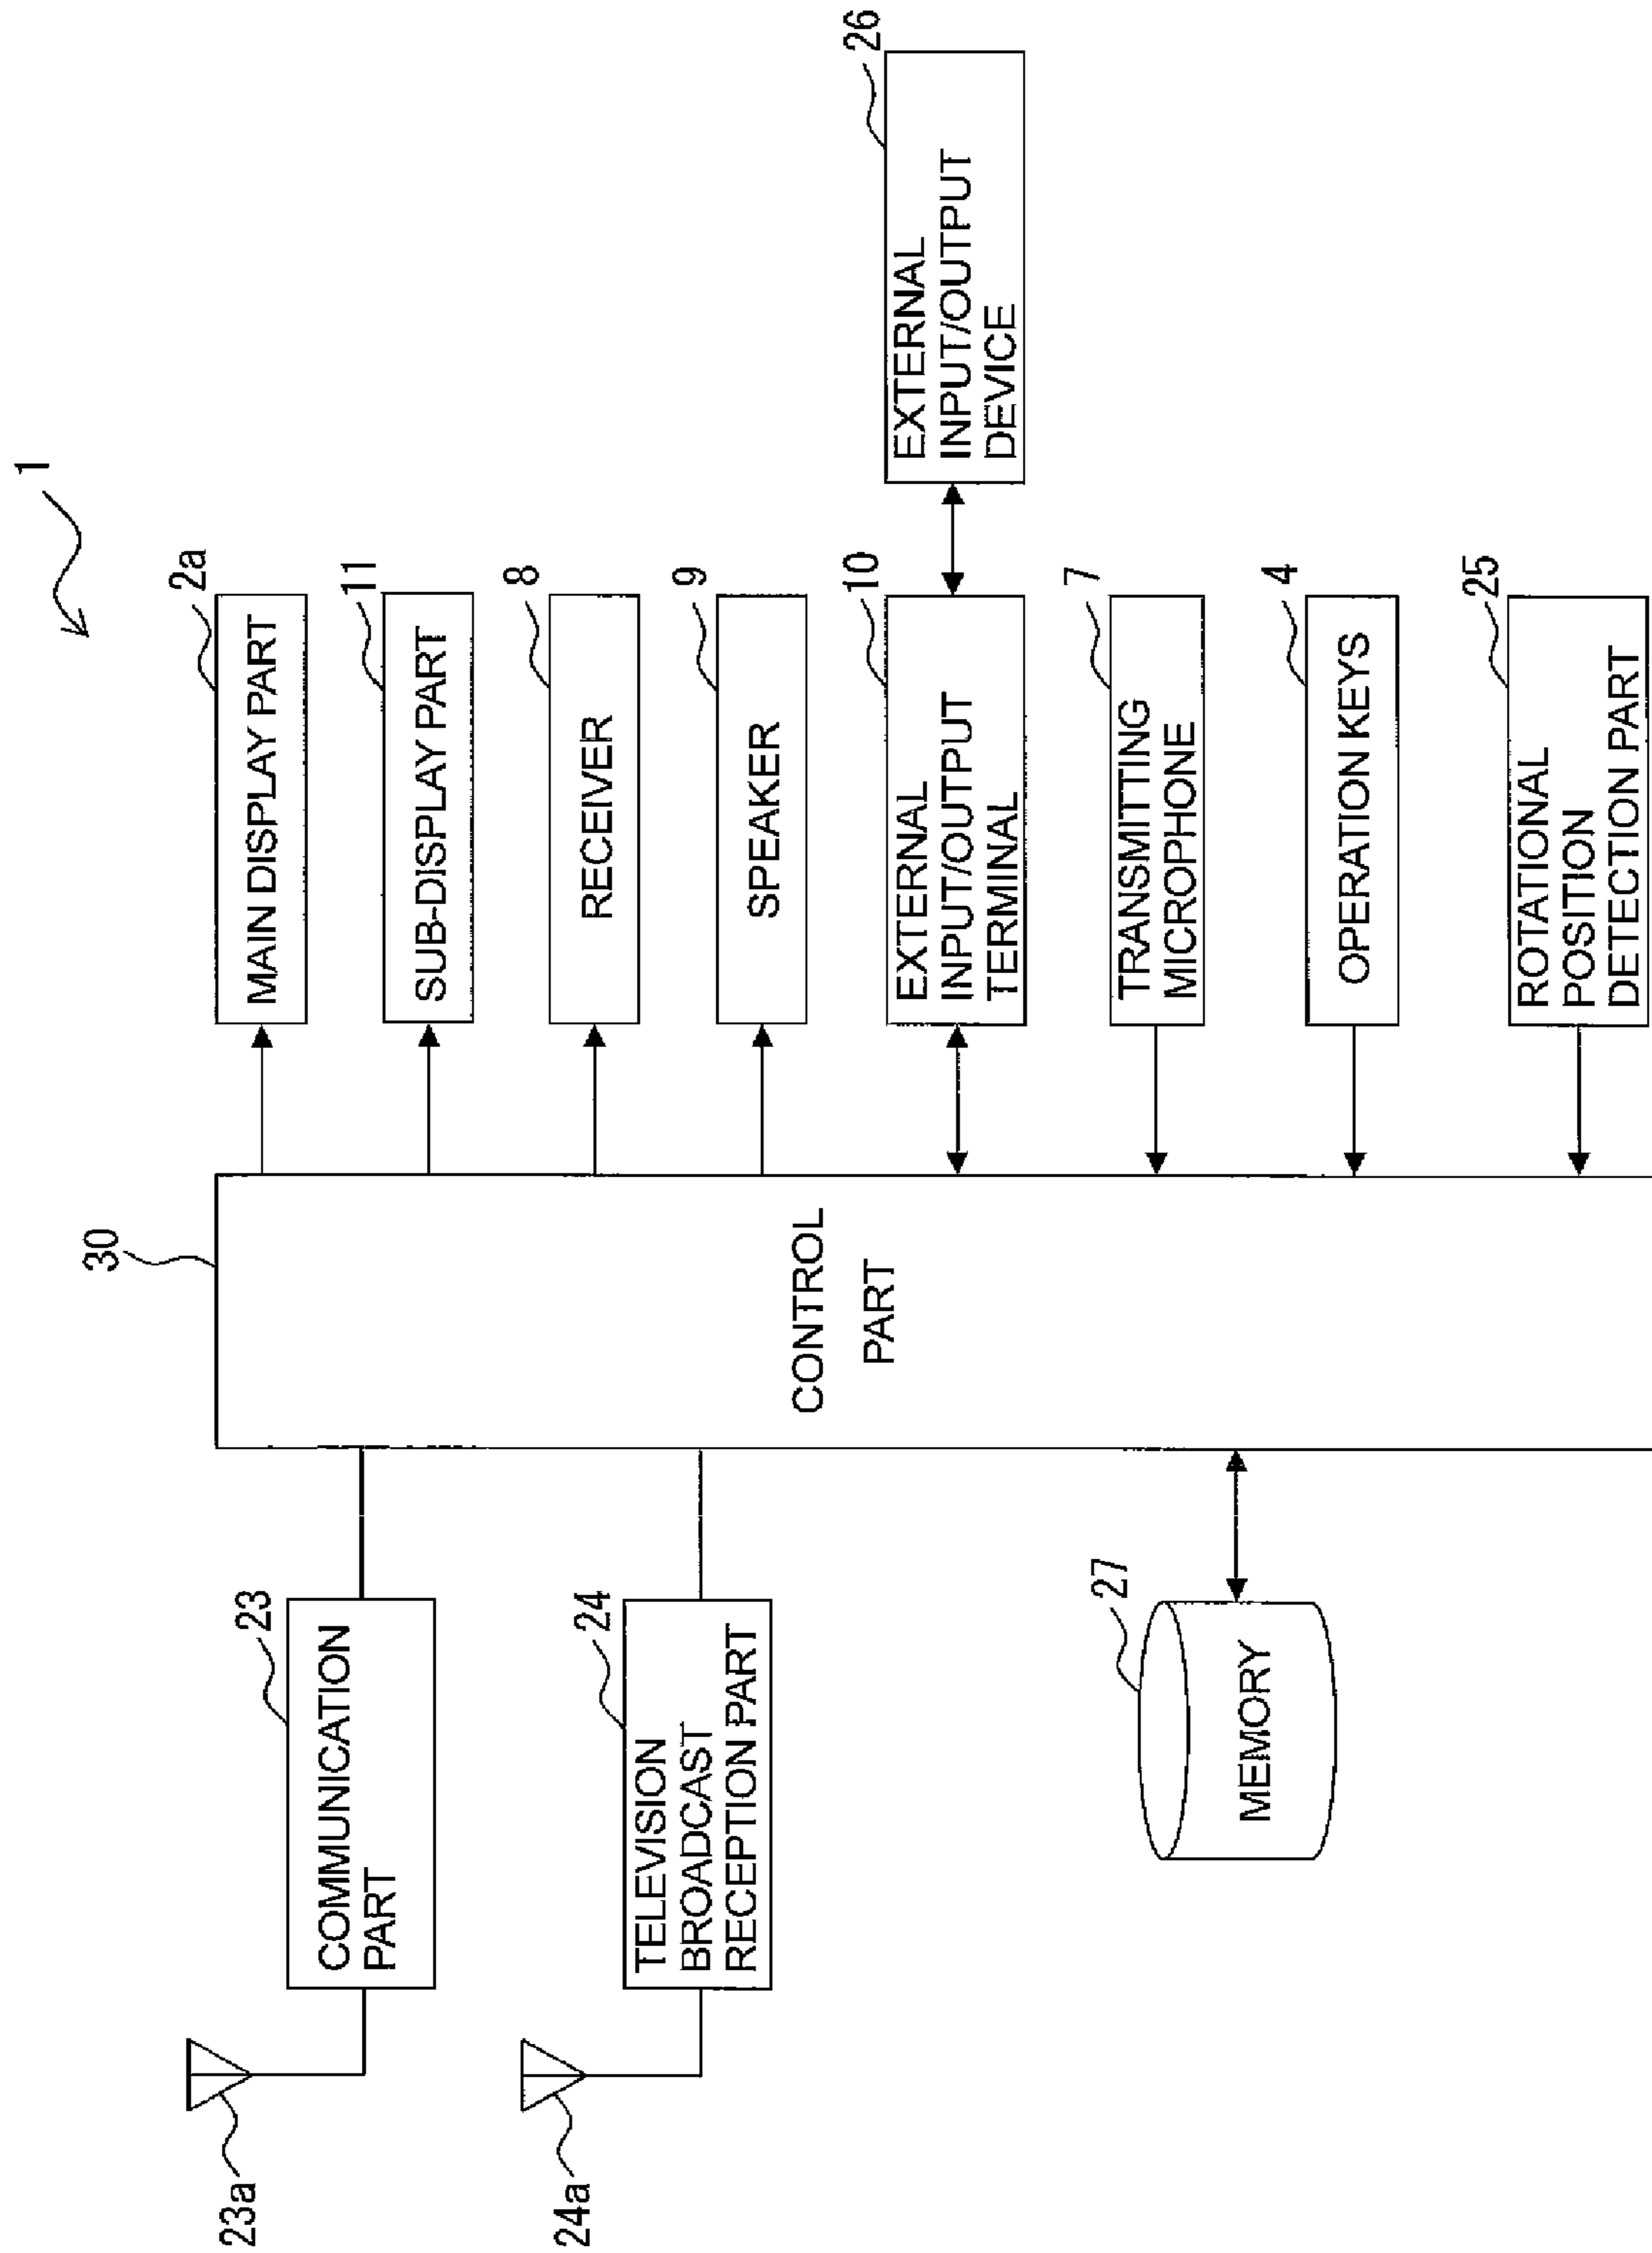 1
30
23
COMMUNICATION
PART
23a
24
TELEVISION
BROADCAST
RECEPTION PART
24a
27
MEMORY
CONTROL
PART
2a
MAIN DISPLAY PART
11
SUB-DISPLAY PART
8
RECEIVER
9
SPEAKER
10
EXTERNAL
INPUT/OUTPUT
TERMINAL
26
EXTERNAL
INPUT/OUTPUT
DEVICE
7
TRANSMITTING
MICROPHONE
4
OPERATION KEYS
25
ROTATIONAL
POSITION
DETECTION PART